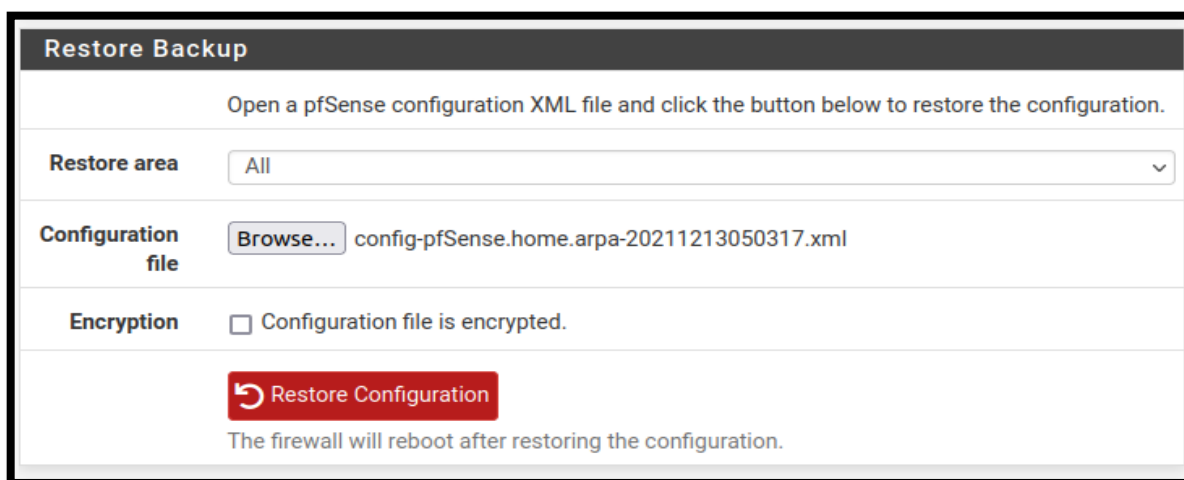 Restore Backup
Open a pfSense configuration XML file and click the button below to restore the configuration.
Restore area
All
Configuration
file
Browse... config-pfSense.home.arpa-20211213050317.xml
Encryption
Configuration file is encrypted.
Restore Configuration
The firewall will reboot after restoring the configuration.